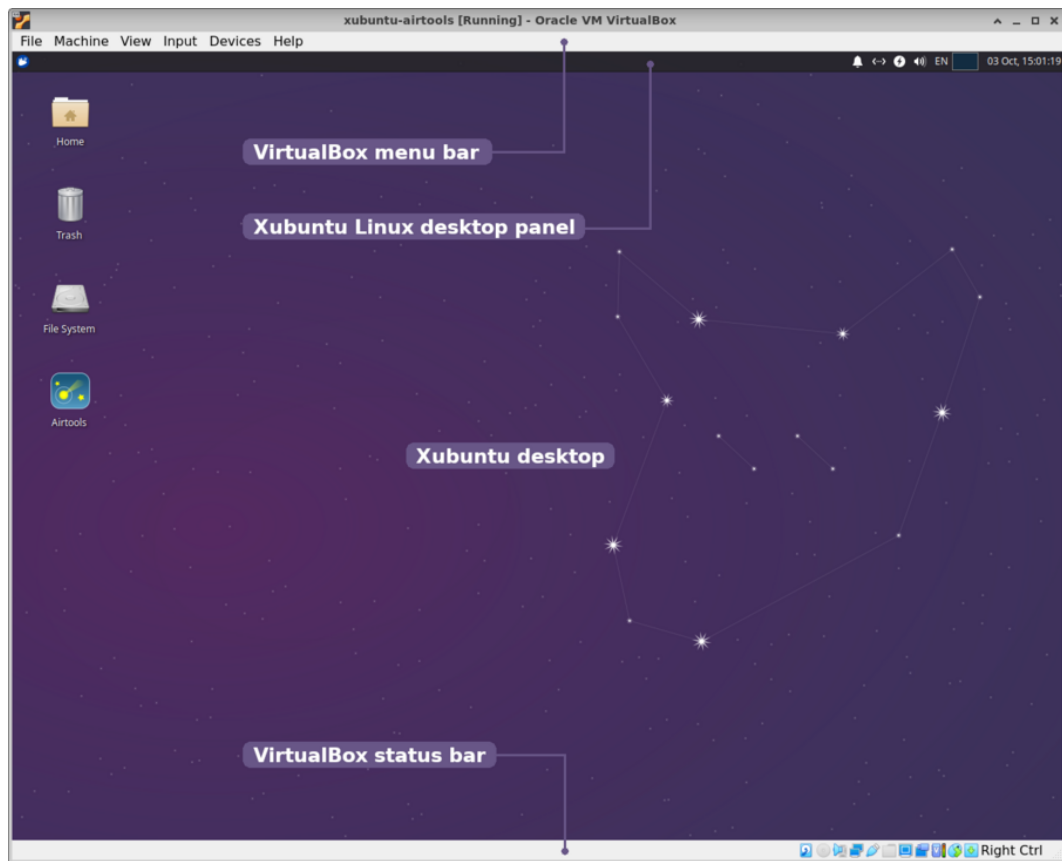 xubuntu-airtools [Running] - Oracle VM VirtualBox
File Machine View Input Devices Help
EN 03 Oct, 15:01:19
Home
VirtualBox menu bar
Trash
Xubuntu Linux desktop panel
File System
Airtools
Xubuntu desktop
VirtualBox status bar
Right Ctrl